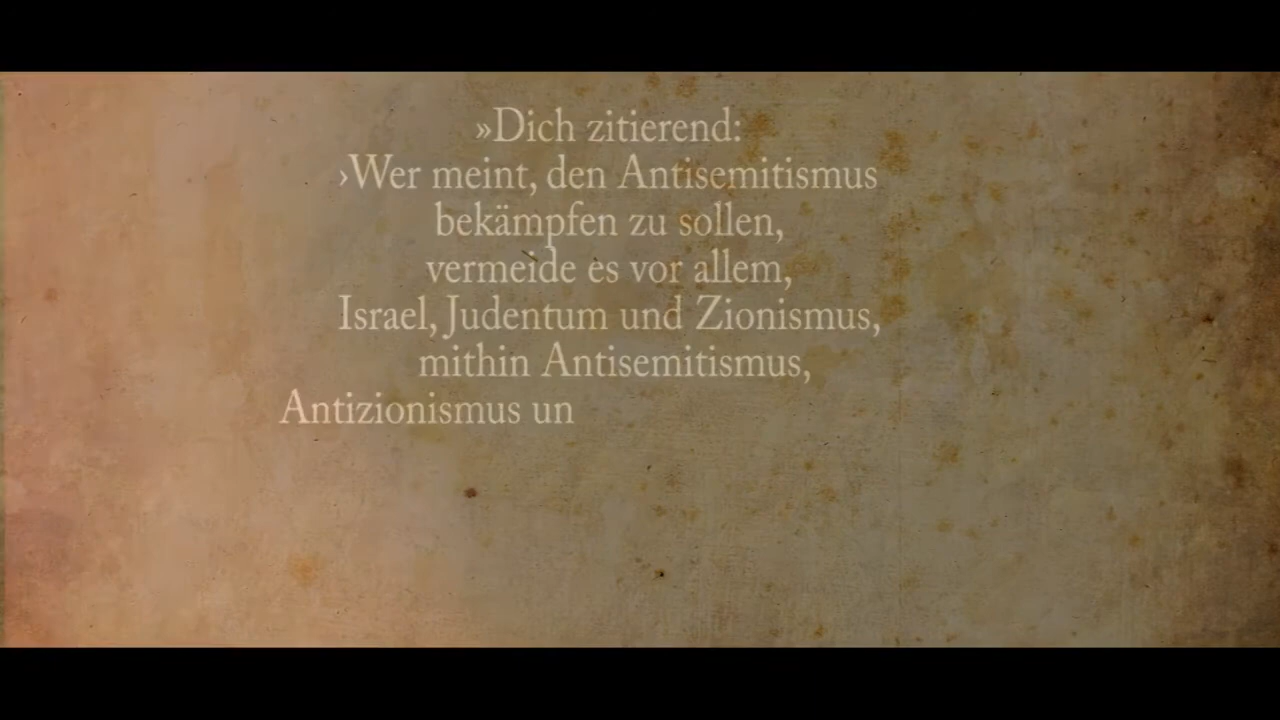 »Dich zitierend:
›Wer meint, den Antisemitismus
bekämpfen zu sollen,
vermeide es vor allem,
Israel, Judentum und Zionismus,
mithin Antisemitismus,
Antizionismus un